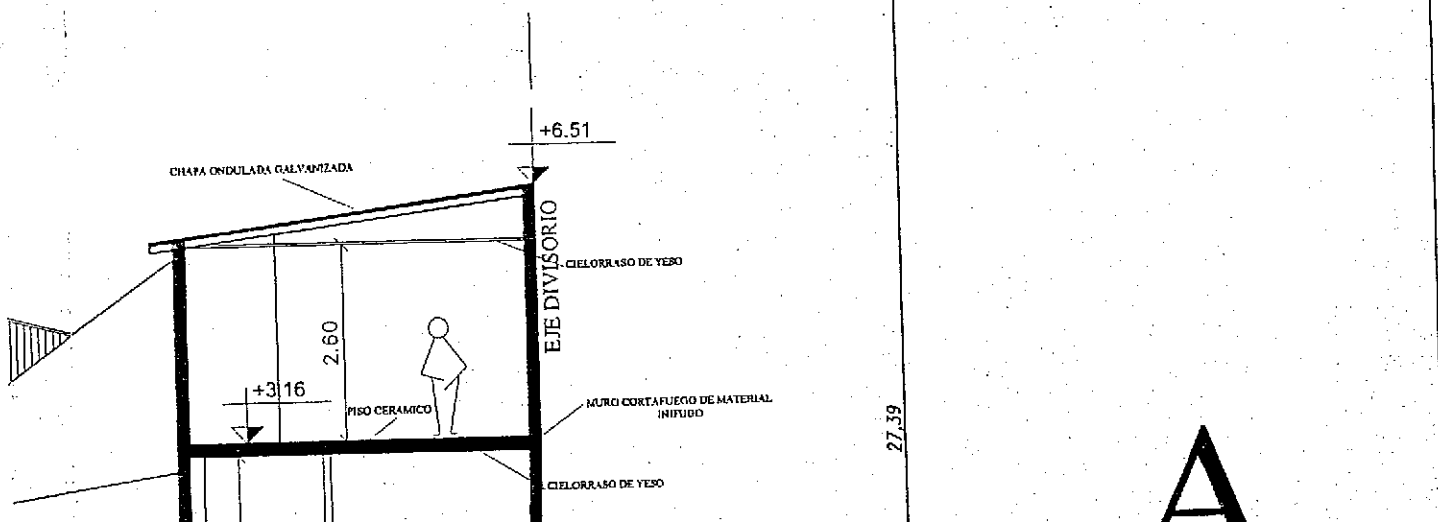 +6.51
CHAPA ONDULADA GALVANIZADA
EJE DIVISORIO
CIELORRASO DE YESO
2.60
+3.16
PISO CERAMICO
MURO CORTAFUEGO DE MATERIAL
INIFUDO
27,39
CIELORRASO DE YESO
A